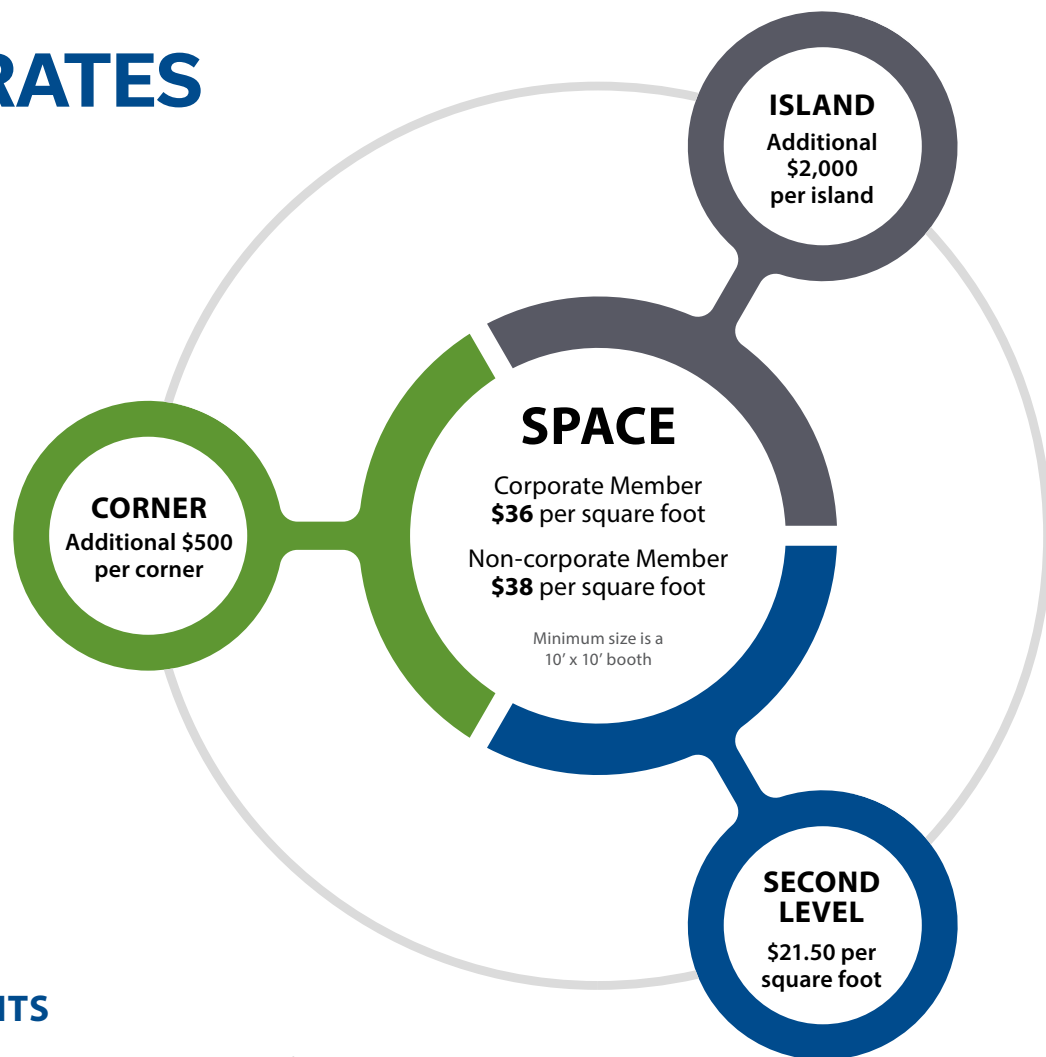 RATES
ISLAND
Additional
$2,000
per island
SPACE
Corporate Member
$36 per square foot
Non-corporate Member
$38 per square foot
Minimum size is a
10’ x 10’ booth
CORNER
Additional $500
per corner
SECOND
LEVEL
$21.50 per
square foot
ITS